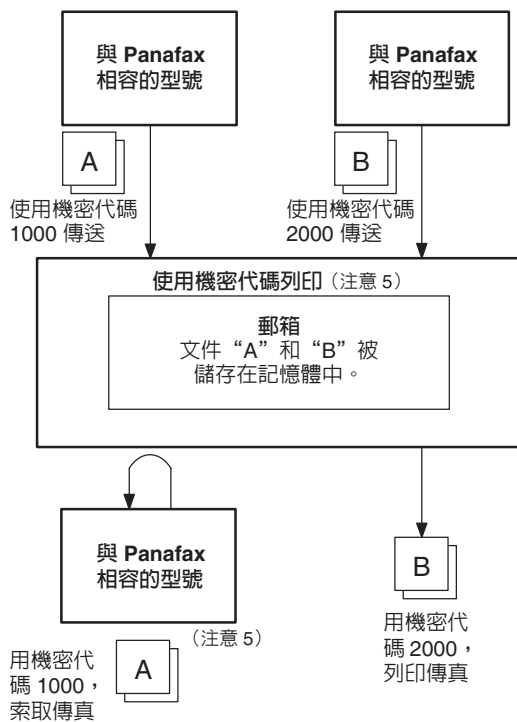 與 Panafax
相容的型號
與 Panafax
相容的型號
A
B
使用機密代碼
1000 傳送
使用機密代碼
2000 傳送
使用機密代碼列印（注意 5）
郵箱
文件“A”和“B”被
儲存在記憶體中。
與 Panafax
相容的型號
（注意 5）
A
用機密代
碼 1000，
索取傳真
B
用機密代
碼 2000，
列印傳真